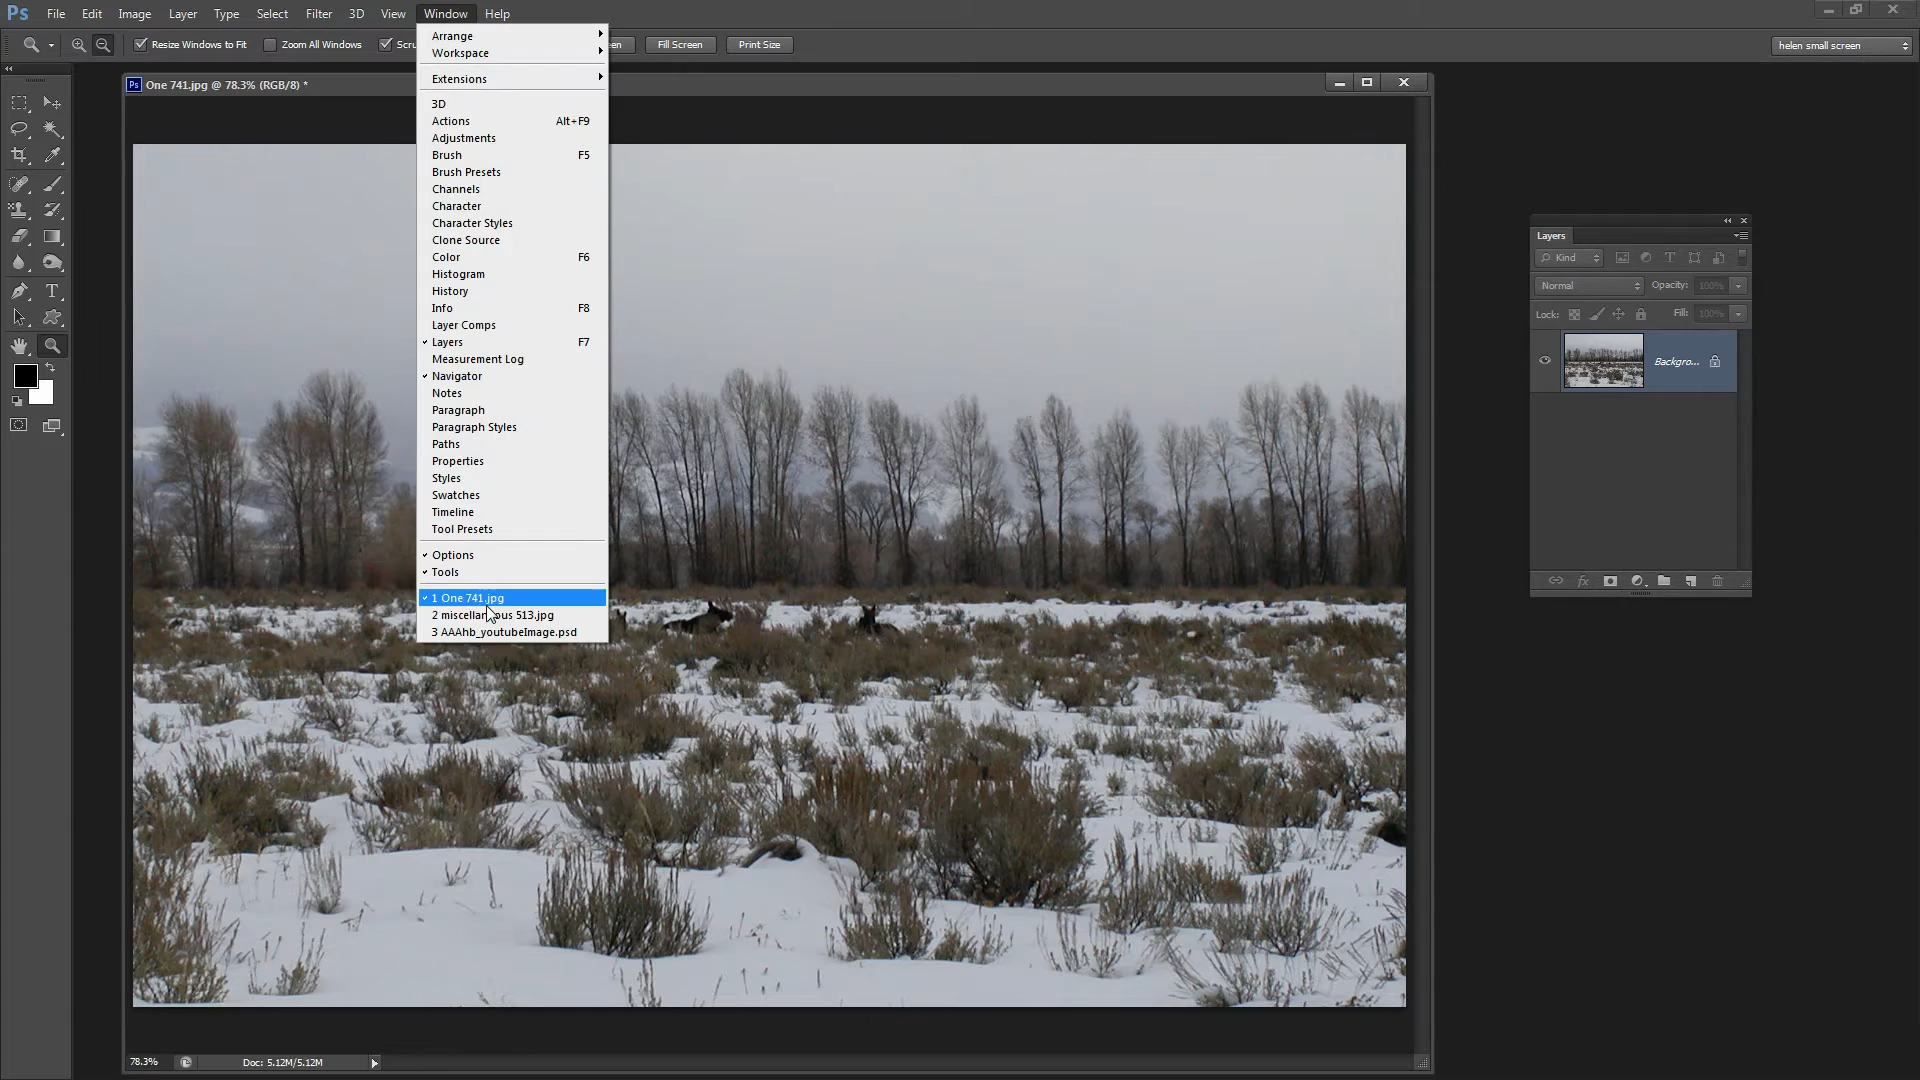 Ps File Edit Image Layer Type Select Filter 3D View Window Help
Resize Windows to Fit Zoom All Windows Fill Screen Print Size helen small screen
Ps One 741.jpg @ 78.3% (RGB/8) *
Arrange
Workspace
Extensions
3D
Actions Alt+F9
Adjustments
Brush F5
Brush Presets
Channels
Character
Character Styles
Clone Source
Color F6
Histogram
History
Info F8
Layer Comps
Layers F7
Measurement Log
Navigator
Notes
Paragraph
Paragraph Styles
Paths
Properties
Styles
Swatches
Timeline
Tool Presets
Options
Tools
1 One 741.jpg
2 miscellaneous 513.jpg
3 AAAhb_youtubeImage.psd
Layers
Kind
Normal Opacity: 100%
Lock: Fill: 100%
Backgro...
fx
78.3% Doc: 5.12M/5.12M